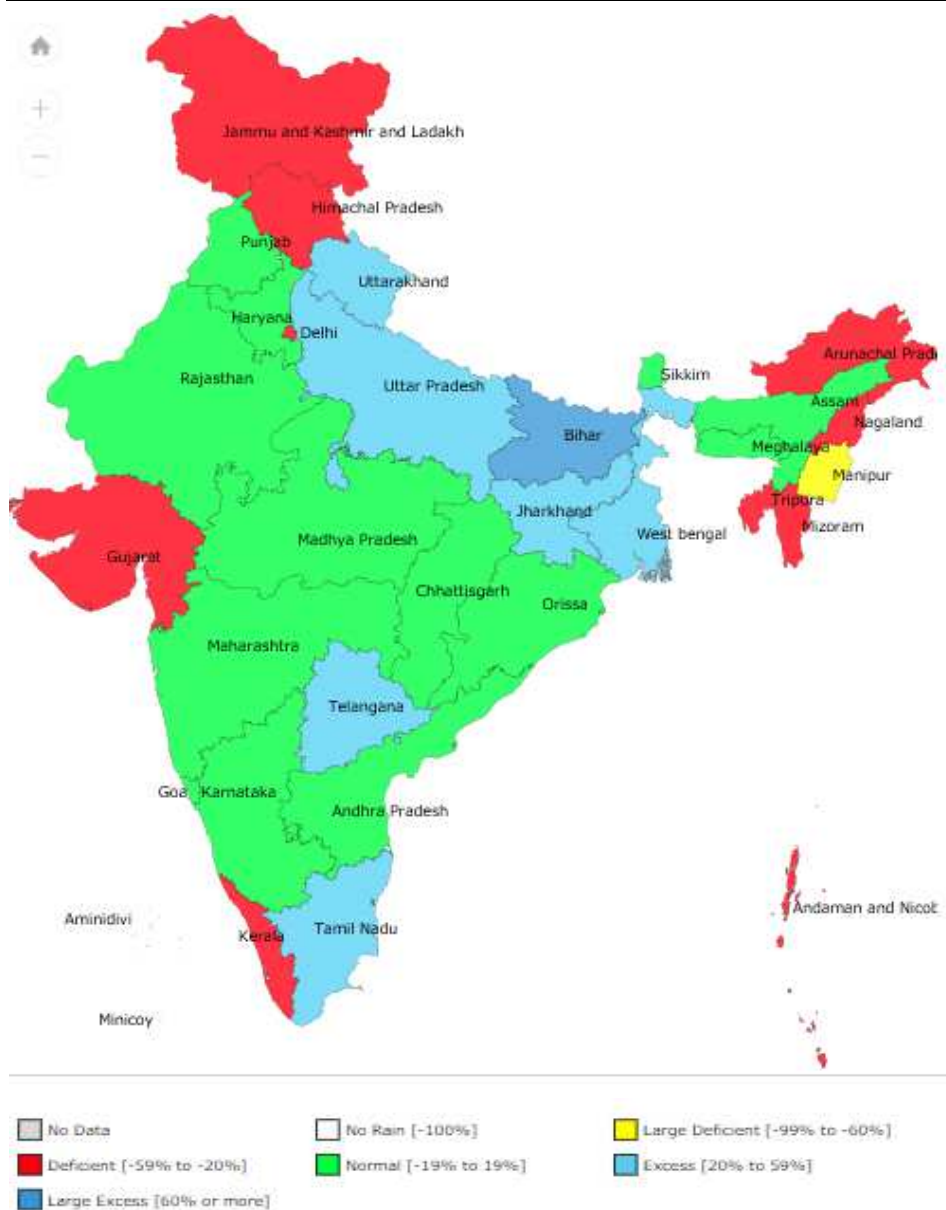 Jammu and Kashmir and Ladakh
Himachal Pradesh
Punjab
Uttarakhand
Haryana
Delhi
Rajasthan
Uttar Pradesh
Sikkim
Arunachal Prad
Assam
Nagaland
Bihar
Meghalaya
Manipur
Tripura
Jharkhand
Mizoram
West bengal
Madhya Pradesh
Gujarat
Chhattisgarh
Orissa
Maharashtra
Telangana
Goa
Karnataka
Andhra Pradesh
Andaman and Nicob
Aminidivi
Tamil Nadu
Kerala
Minicoy
No Data
No Rain [-100%]
Large Deficient [-99% to -60%]
Deficient [-59% to -20%]
Normal [-19% to 19%]
Excess [20% to 59%]
Large Excess [60% or more]